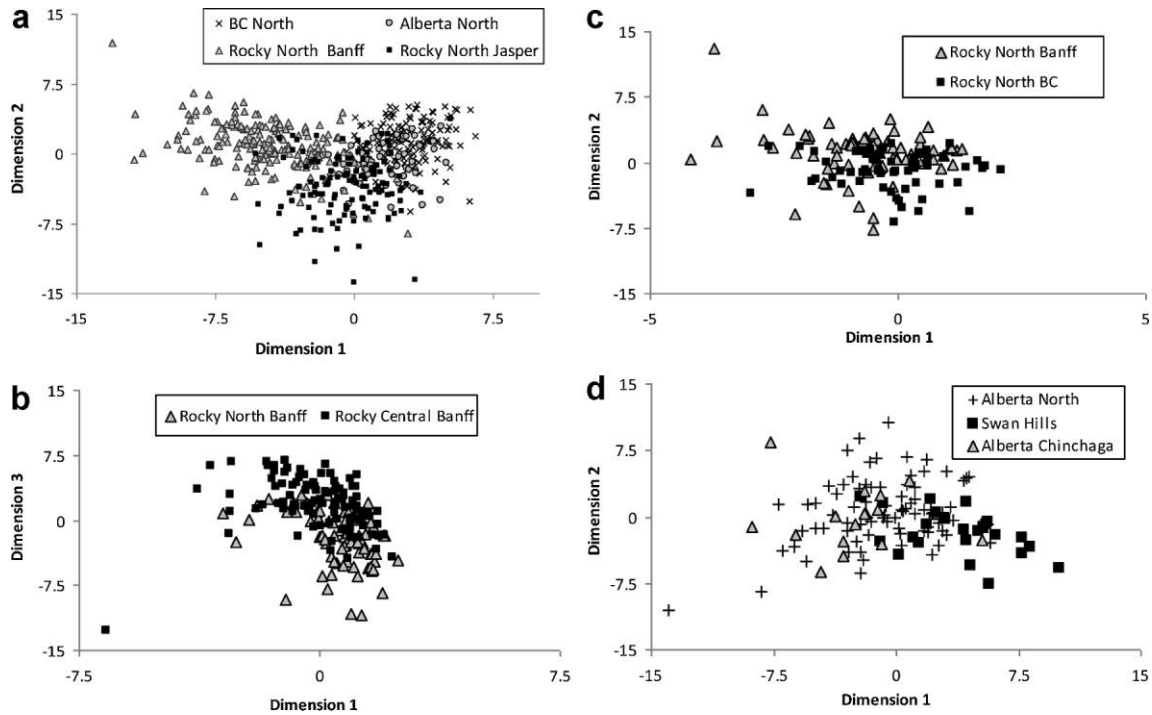 a
15
7.5
0
-7.5
-15
-15
-7.5
0
7.5
Dimension 2
Dimension 1
BC North
Alberta North
Rocky North Banff
Rocky North Jasper
b
15
7.5
0
-7.5
-15
-7.5
0
7.5
Dimension 3
Dimension 1
Rocky North Banff
Rocky Central Banff
c
15
7.5
0
-7.5
-15
-5
0
5
Dimension 2
Dimension 1
Rocky North Banff
Rocky North BC
d
15
7.5
0
-7.5
-15
-15
-7.5
0
7.5
15
Dimension 2
Dimension 1
Alberta North
Swan Hills
Alberta Chinchaga